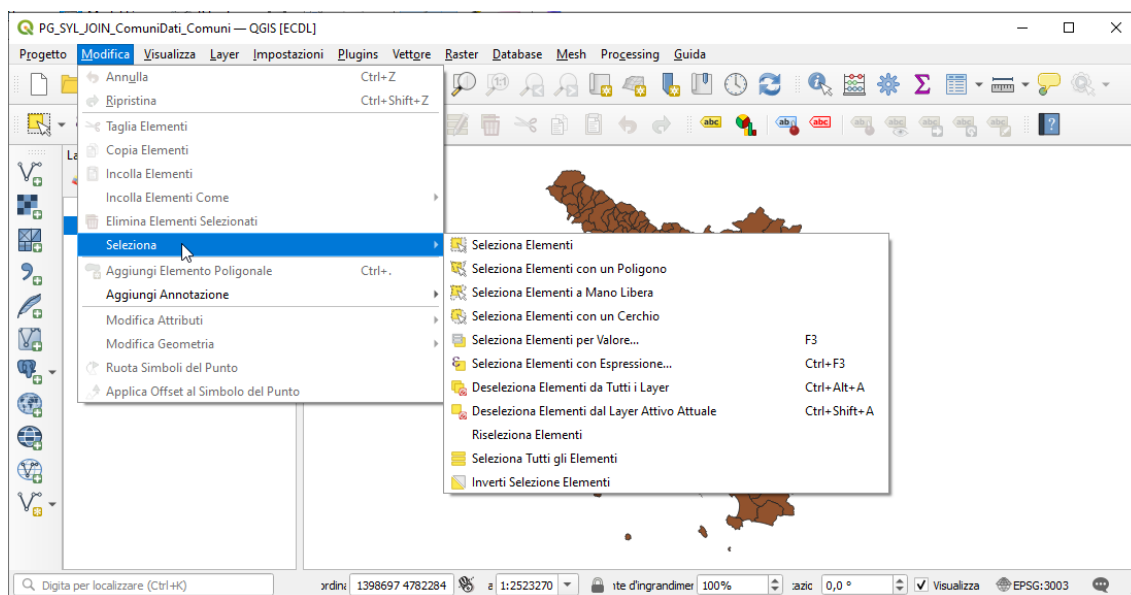 PG_SYL_JOIN_ComuniDati_Comuni — QGIS [ECDL]
Progetto Modifica Visualizza Layer Impostazioni Plugins Vettore Raster Database Mesh Processing Guida
Annulla Ctrl+Z
Ripristina Ctrl+Shift+Z
Taglia Elementi
Copia Elementi
Incolla Elementi
Incolla Elementi Come
Elimina Elementi Selezionati
Seleziona
Aggiungi Elemento Poligonale Ctrl+.
Aggiungi Annotazione
Modifica Attributi
Modifica Geometria
Ruota Simboli del Punto
Applica Offset al Simbolo del Punto
Seleziona Elementi
Seleziona Elementi con un Poligono
Seleziona Elementi a Mano Libera
Seleziona Elementi con un Cerchio
Seleziona Elementi per Valore... F3
Seleziona Elementi con Espressione... Ctrl+F3
Deseleziona Elementi da Tutti i Layer Ctrl+Alt+A
Deseleziona Elementi dal Layer Attivo Attuale Ctrl+Shift+A
Riseleziona Elementi
Seleziona Tutti gli Elementi
Inverti Selezione Elementi
Digita per localizzare (Ctrl+K) 1398697 4782284 1:2523270 100% 0,0 ° Visualizza EPSG:3003